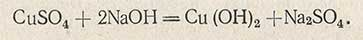 CuSO₄ + 2NaOH = Cu (OH)₂ + Na₂SO₄.